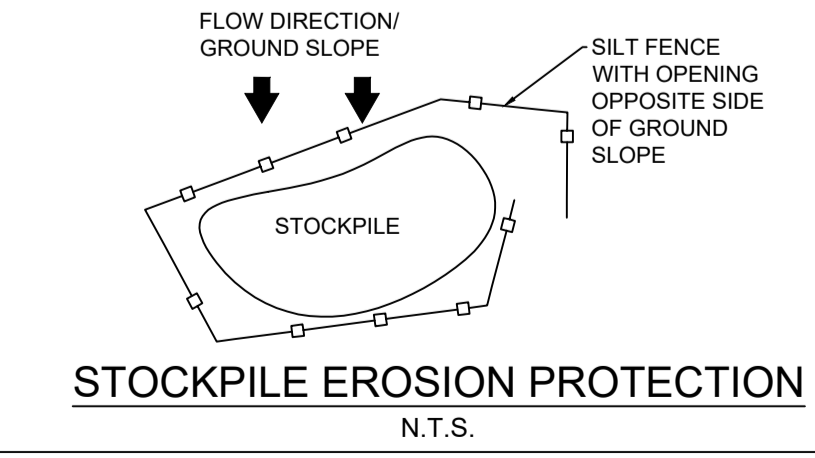 FLOW DIRECTION/
GROUND SLOPE
SILT FENCE
WITH OPENING
OPPOSITE SIDE
OF GROUND
SLOPE
STOCKPILE
STOCKPILE EROSION PROTECTION
N.T.S.